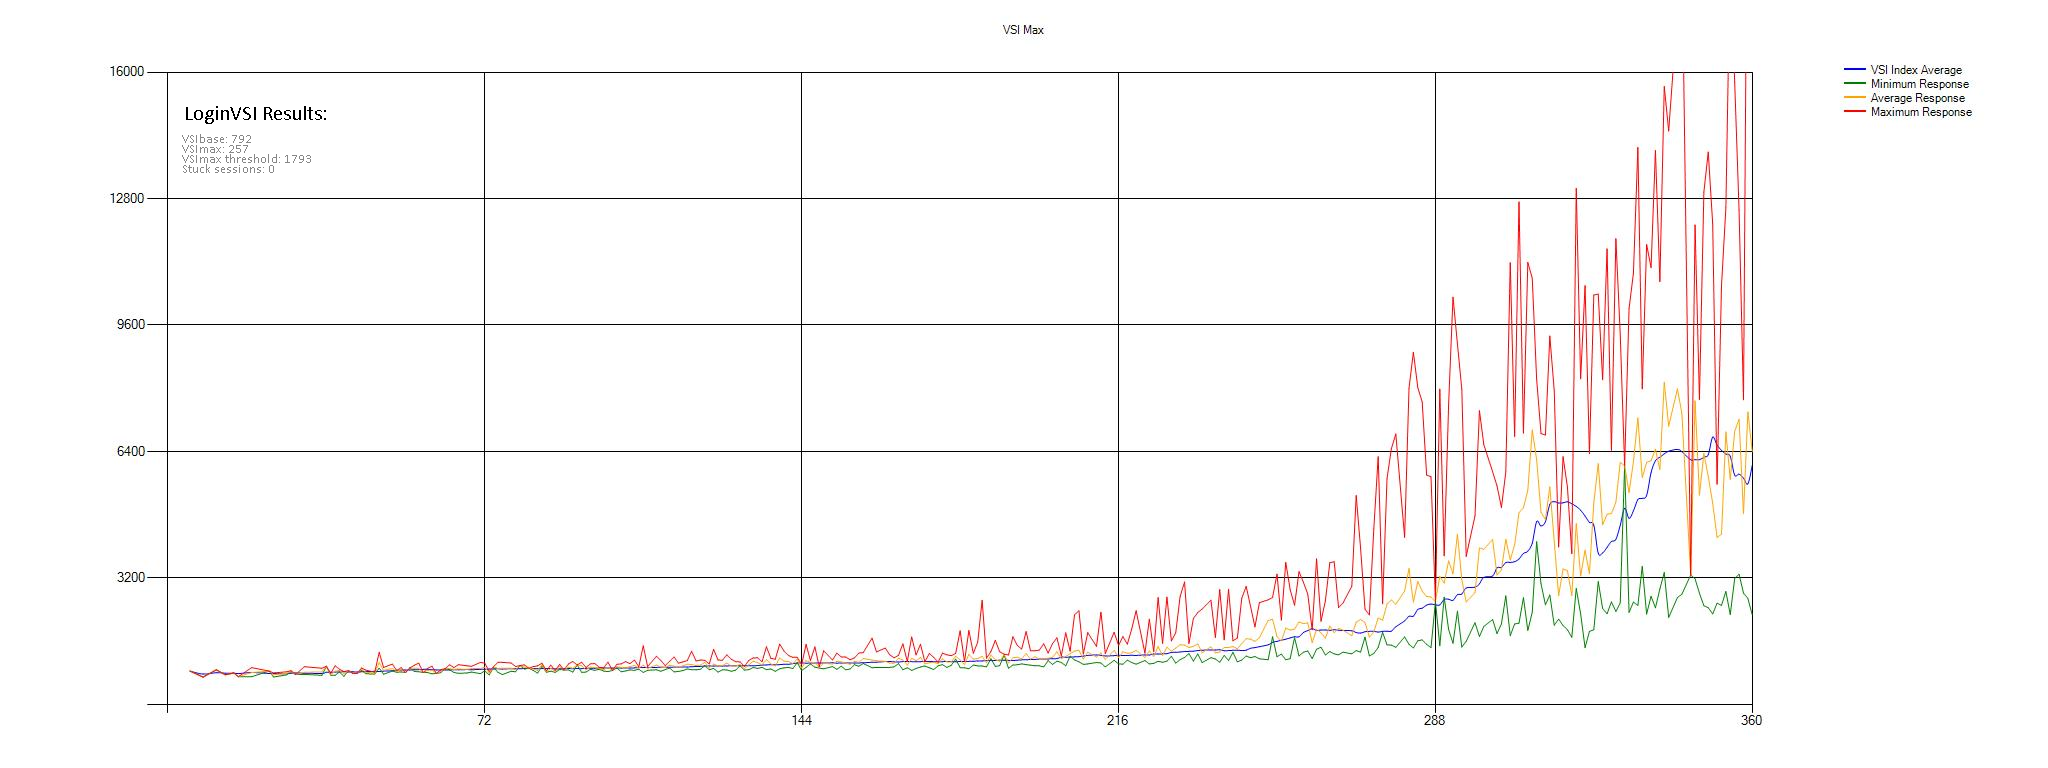 VSI Max
16000
12800
9600
6400
3200
LoginVSI Results:
VSIbase: 792
VSImax: 257
VSImax threshold: 1793
Stuck sessions: 0
VSI Index Average
Minimum Response
Average Response
Maximum Response
72
144
216
288
360